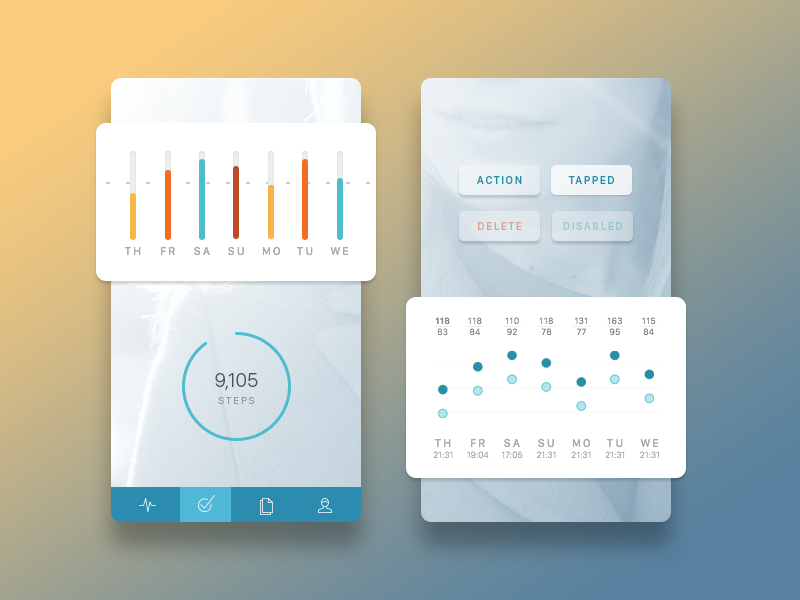 TH FR SA SU MO TU WE
9,105
STEPS
ACTION TAPPED
DELETE DISABLED
118 118 110 118 131 163 115
83 84 92 78 77 95 84
TH FR SA SU MO TU WE
21:31 19:04 17:05 21:31 21:31 21:31 21:31